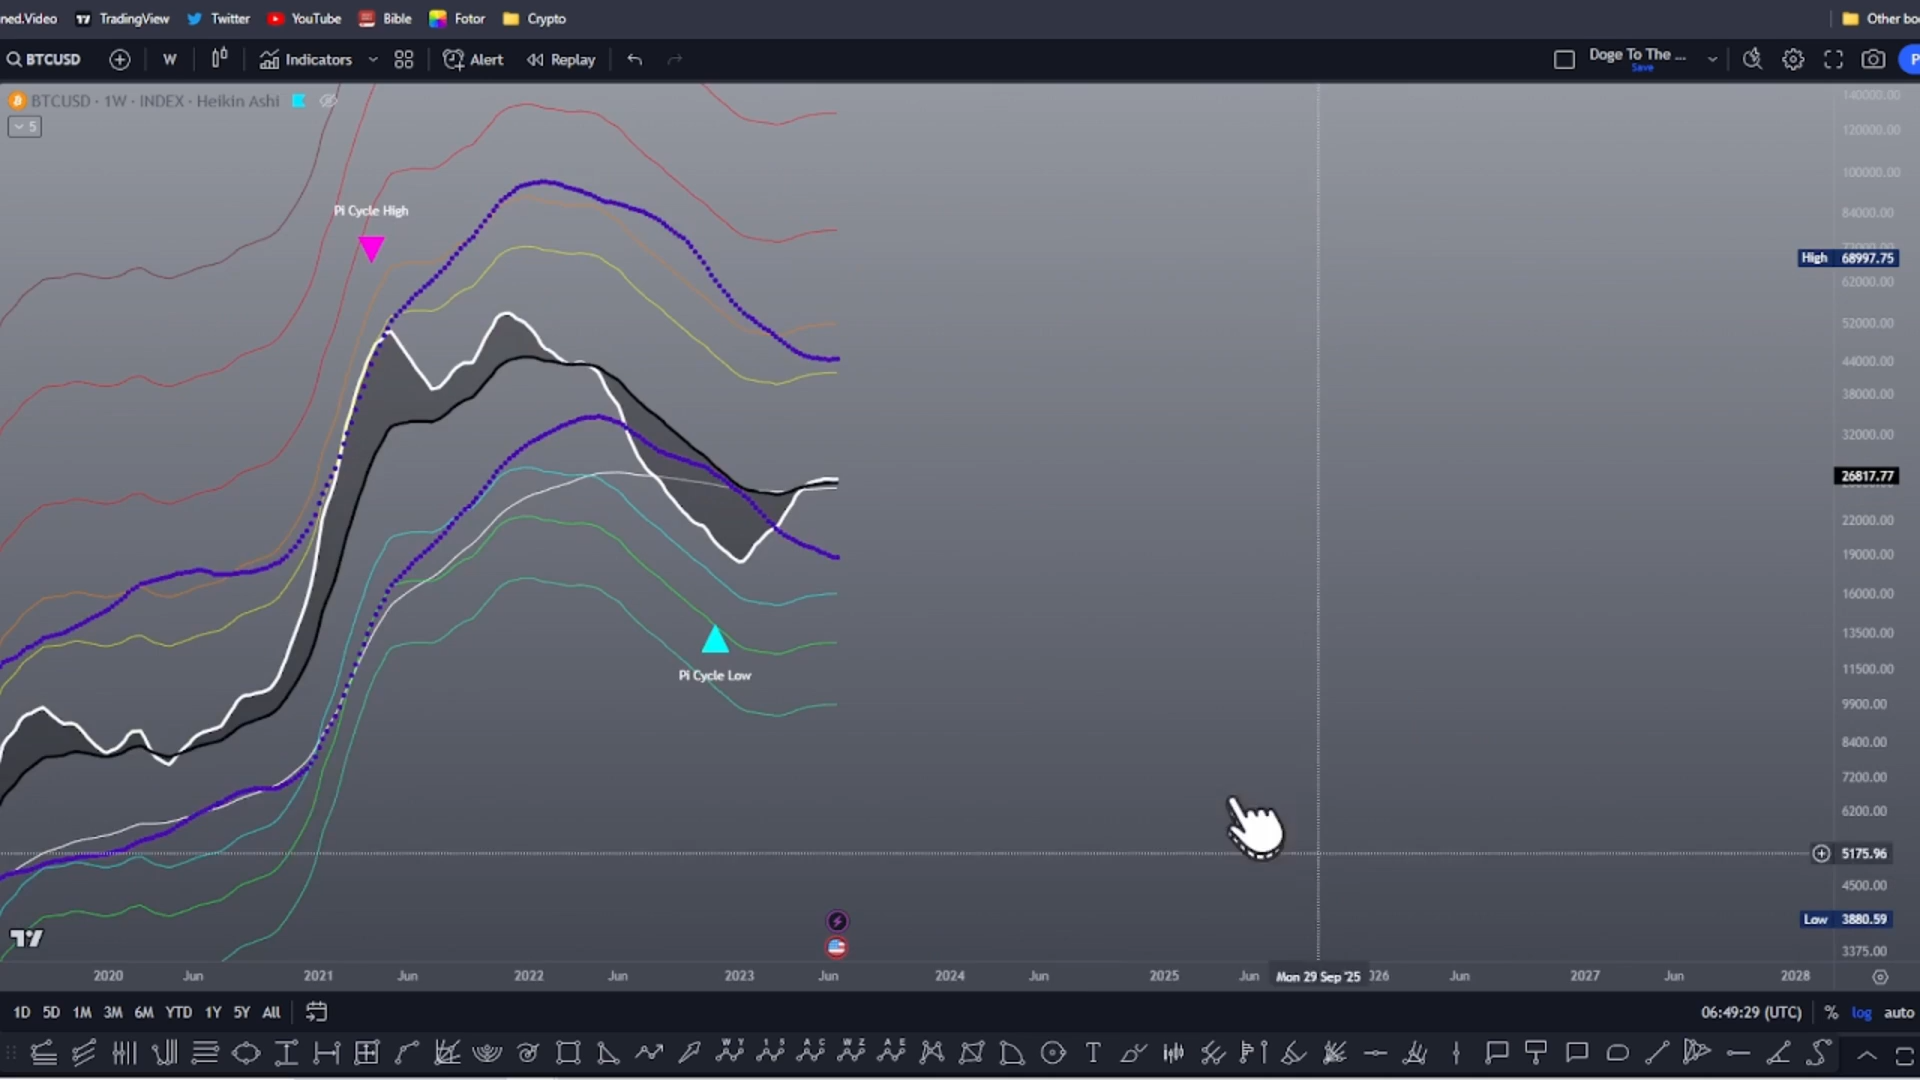 ned.Video TradingView Twitter YouTube Bible Fotor Crypto Other bo
BTCUSD W Indicators Alert Replay Doge To The ... Save P
BTCUSD · 1W · INDEX · Heikin Ashi
5
Pi Cycle High
Pi Cycle Low
140000.00
120000.00
100000.00
84000.00
72000.00
High 68997.75
62000.00
52000.00
44000.00
38000.00
32000.00
26817.77
22000.00
19000.00
16000.00
13500.00
11500.00
9900.00
8400.00
7200.00
6200.00
5175.96
4500.00
Low 3880.59
3375.00
2020 Jun 2021 Jun 2022 Jun 2023 Jun 2024 Jun 2025 Jun Mon 29 Sep '25 026 Jun 2027 Jun 2028
1D 5D 1M 3M 6M YTD 1Y 5Y All 06:49:29 (UTC) % log auto